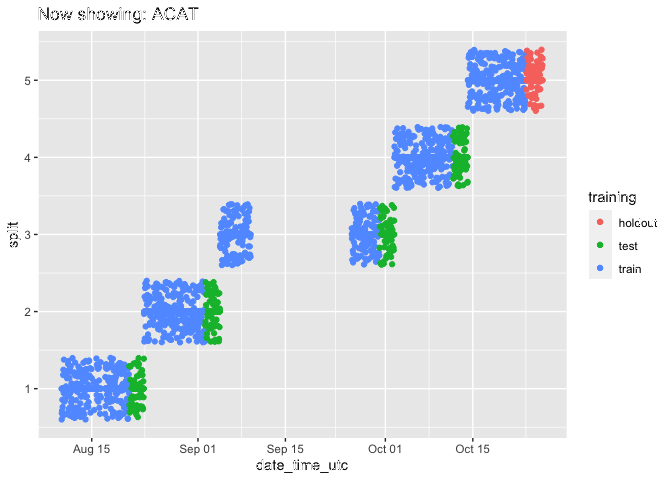 Now showing: ACAT
split
5
4
3
2
1
Aug 15
Sep 01
Sep 15
Oct 01
Oct 15
date_time_utc
training
holdout
test
train